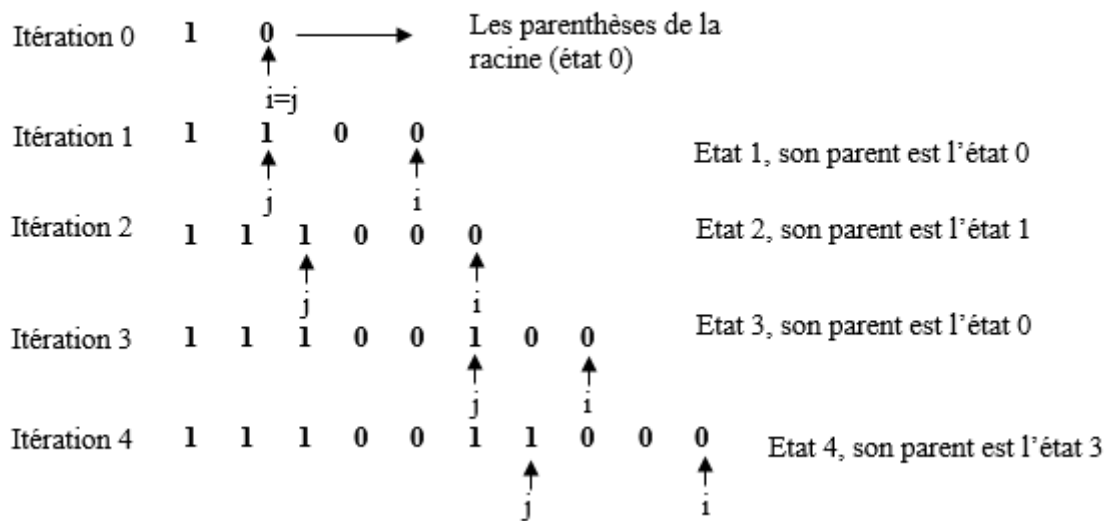 Itération 0 1 0 Les parenthèses de la
racine (état 0)
i=j
Itération 1 1 1 0 0 Etat 1, son parent est l'état 0
j i
Itération 2 1 1 1 0 0 0 Etat 2, son parent est l'état 1
j i
Itération 3 1 1 1 0 0 1 0 0 Etat 3, son parent est l'état 0
j i
Itération 4 1 1 1 0 0 1 1 0 0 0 Etat 4, son parent est l'état 3
j i